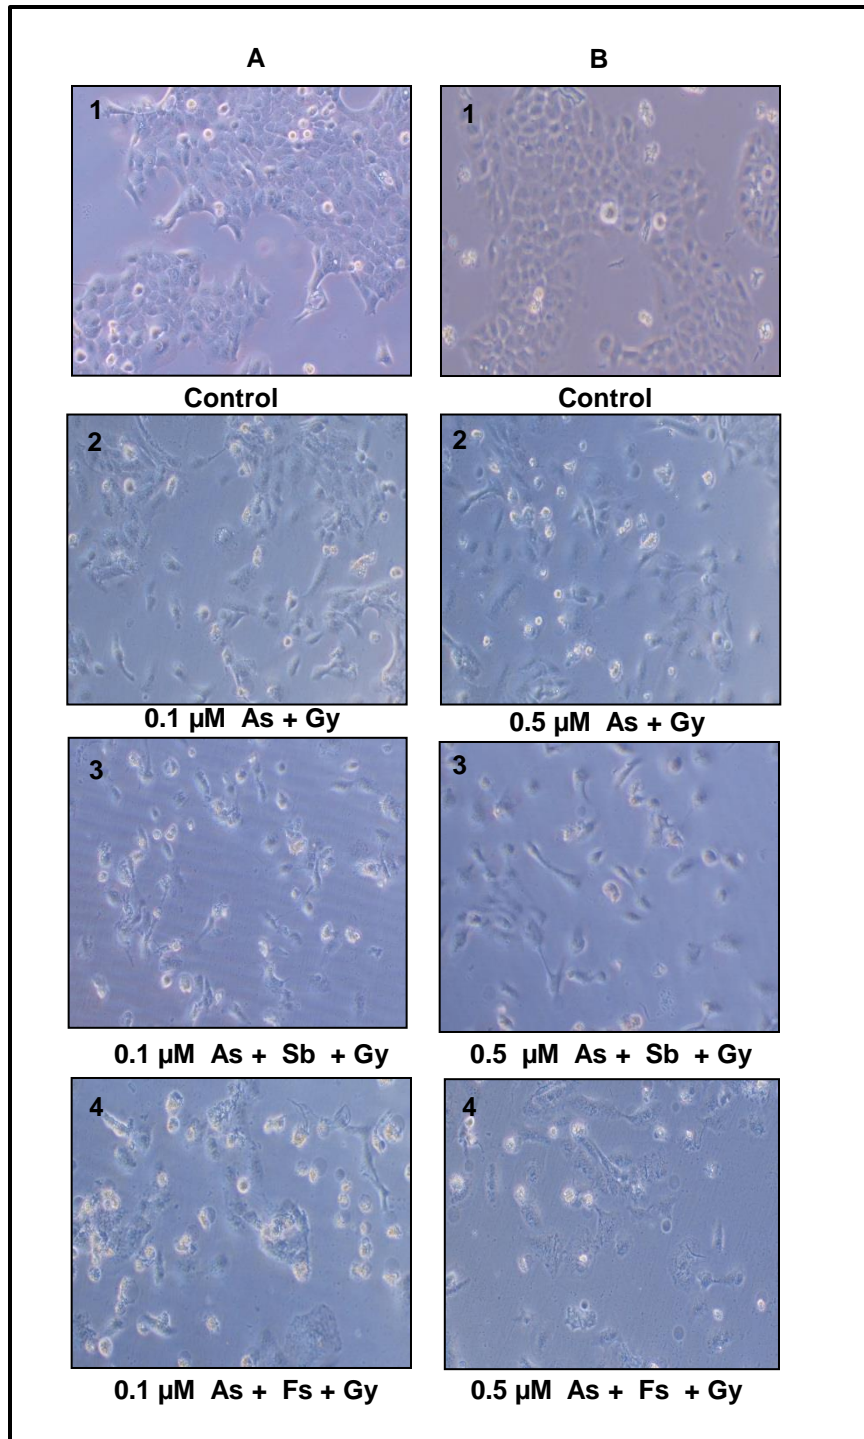 A B
1 1
Control Control
2 2
0.1 µM As + Gy 0.5 µM As + Gy
3 3
0.1 µM As + Sb + Gy 0.5 µM As + Sb + Gy
4 4
0.1 µM As + Fs + Gy 0.5 µM As + Fs + Gy